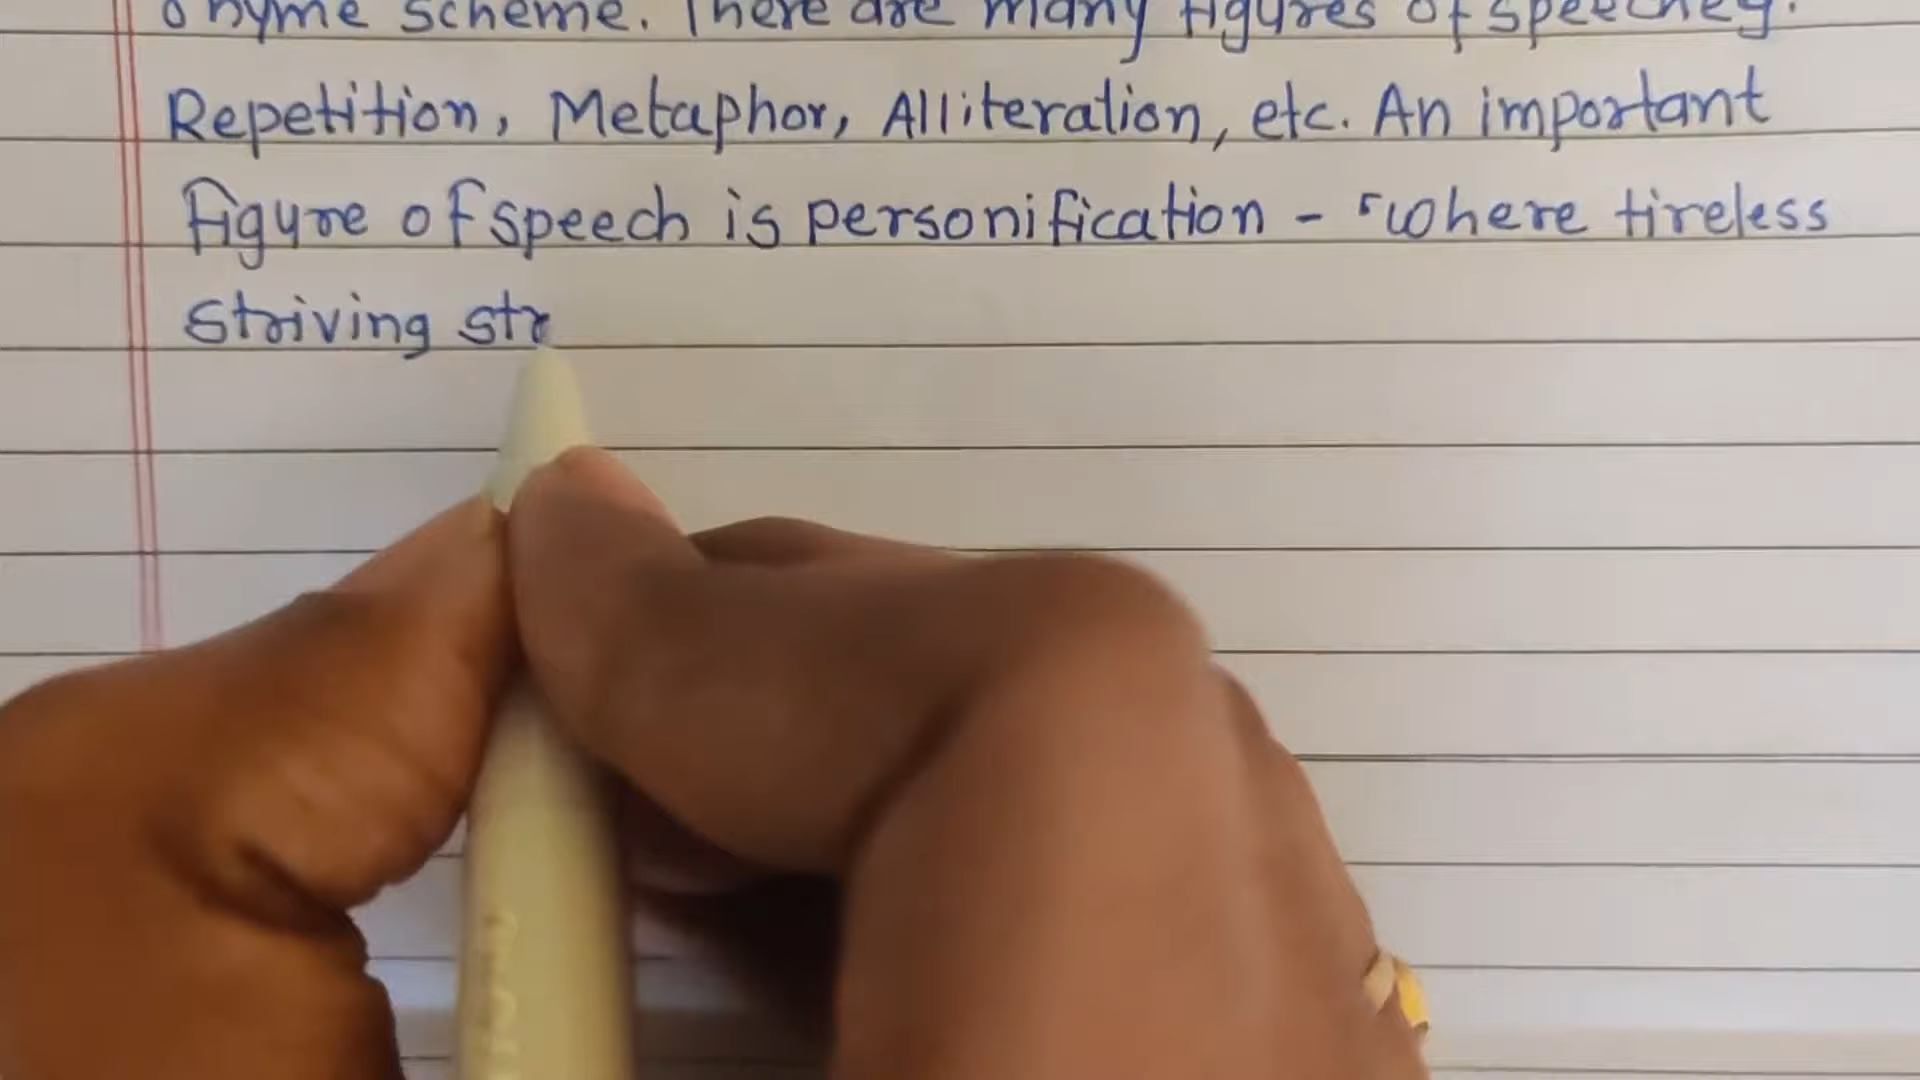 rhyme scheme. There are many figures of speeches.
Repetition, Metaphor, Alliteration, etc. An important
figure of speech is personification - "where tireless
striving str